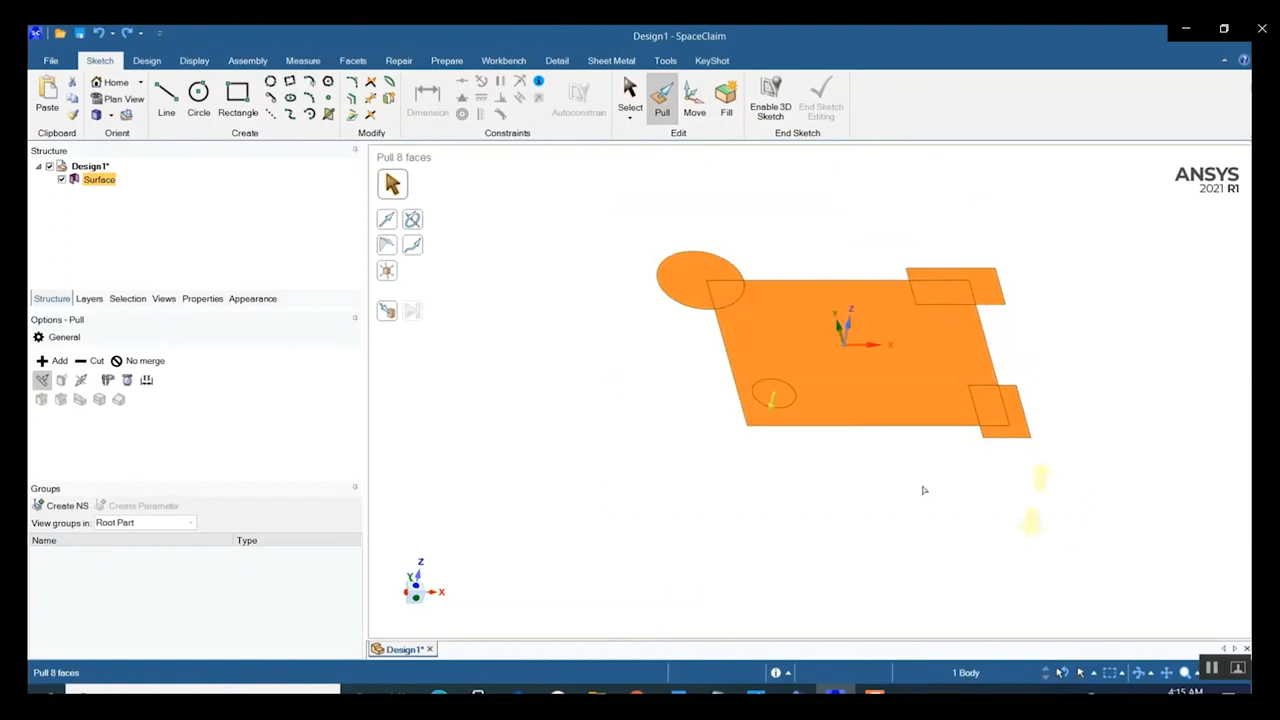 Design1 - SpaceClaim
File Sketch Design Display Assembly Measure Facets Repair Prepare Workbench Detail Sheet Metal Tools KeyShot
Paste Home Plan View Line Circle Rectangle Dimension Autoconstrain Select Pull Move Fill Enable 3D Sketch End Sketch Editing
Clipboard Orient Create Modify Constraints Edit End Sketch
Structure
Design1*
Surface
Pull 8 faces
ANSYS
2021 R1
Structure Layers Selection Views Properties Appearance
Options - Pull
General
Add Cut No merge
Y Z X
Groups
Create NS Create Parameter
View groups in: Root Part
Name Type
Z Y X
Design1*
Pull 8 faces 1 Body
4:15 AM